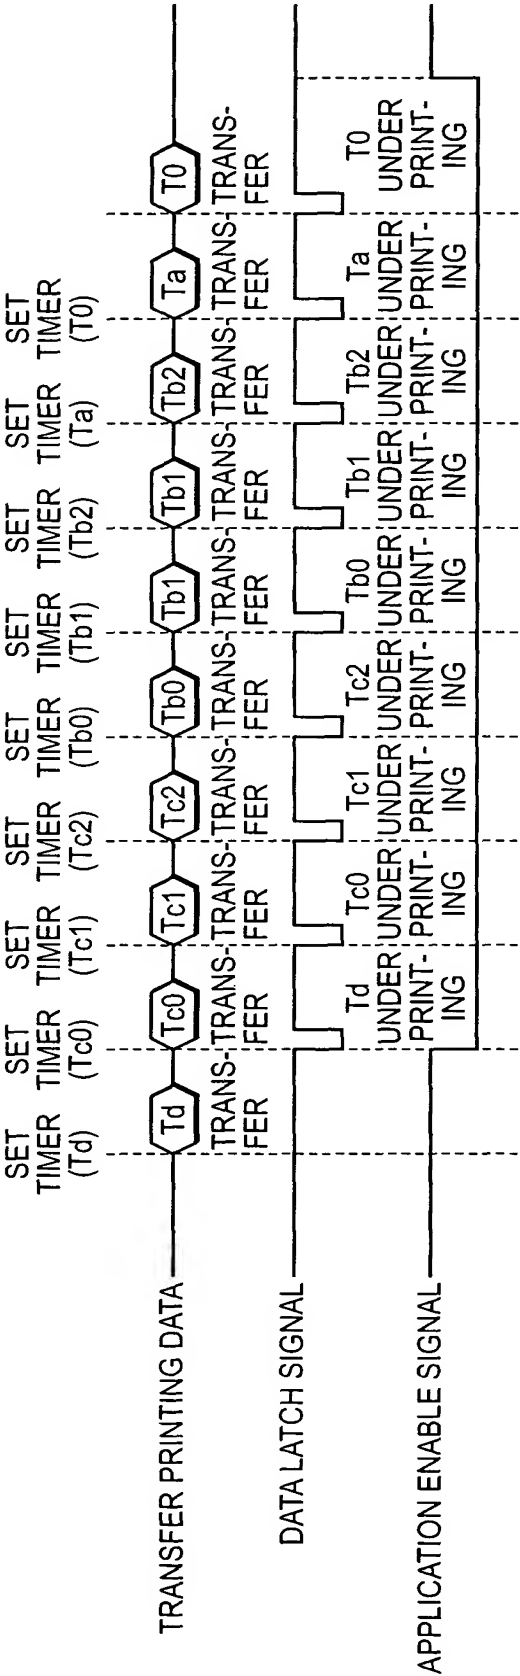 SET TIMER (Td)
SET TIMER (Tc0)
SET TIMER (Tc1)
SET TIMER (Tc2)
SET TIMER (Tb0)
SET TIMER (Tb1)
SET TIMER (Tb2)
SET TIMER (Ta)
SET TIMER (T0)
TRANSFER PRINTING DATA
Td Tc0 Tc1 Tc2 Tb0 Tb1 Tb1 Tb2 Ta T0
TRANS- TRANS- TRANS- TRANS- TRANS- TRANS- TRANS- TRANS- TRANS- TRANS-
FER FER FER FER FER FER FER FER FER FER
DATA LATCH SIGNAL
Td Tc0 Tc1 Tc2 Tb0 Tb1 Tb2 Ta T0
UNDER UNDER UNDER UNDER UNDER UNDER UNDER UNDER UNDER
PRINT- PRINT- PRINT- PRINT- PRINT- PRINT- PRINT- PRINT- PRINT-
ING ING ING ING ING ING ING ING ING
APPLICATION ENABLE SIGNAL